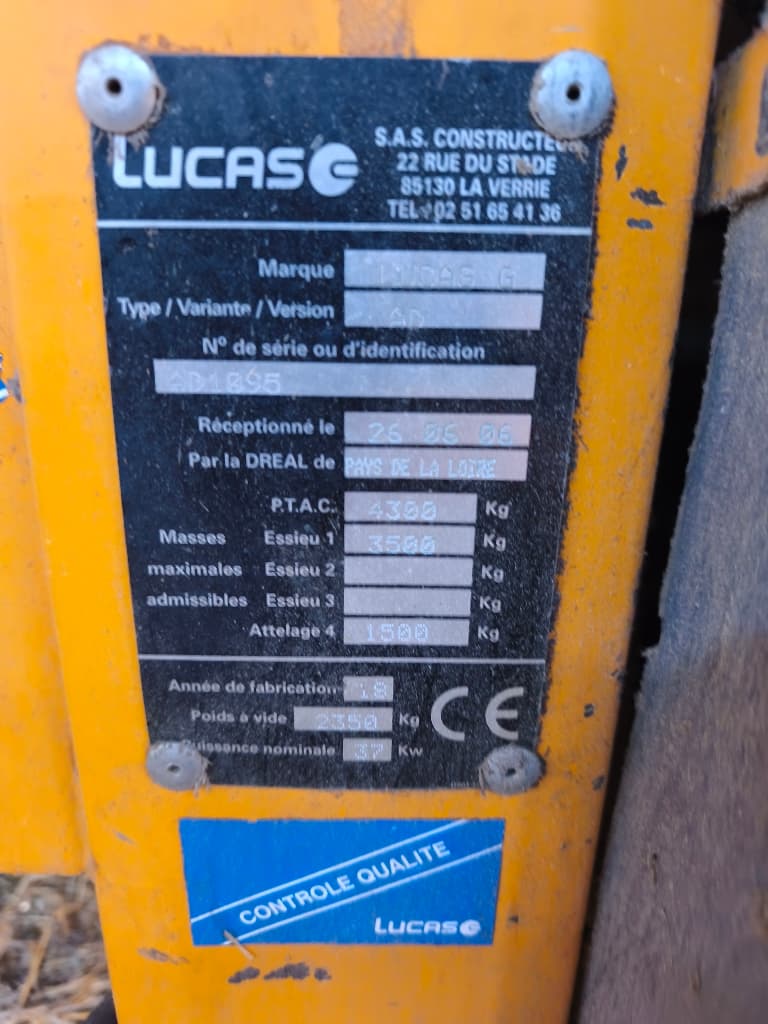 LUCAS G
S.A.S. CONSTRUCTEU
22 RUE DU STADE
85130 LA VERRIE
TEL : 02 51 65 41 36
Marque LUCAS G
Type / Variante / Version
N° de série ou d'identification
Réceptionné le 26 06 06
Par la DREAL de PAYS DE LA LOIRE
P.T.A.C. 4300 Kg
Masses Essieu 1 3500 Kg
maximales Essieu 2 Kg
admissibles Essieu 3 Kg
Attelage 4 1500 Kg
Année de fabrication 18
Poids à vide 2350 Kg CE
Puissance nominale 37 Kw
CONTROLE QUALITE
LUCAS G